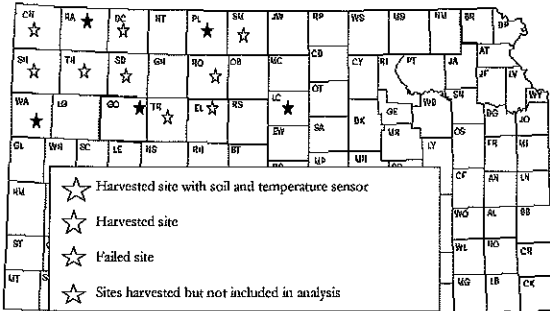 CN RA DC NT PL SM JW RP WS MS NM BR DP
SH TH SD GH RO OB MC CD CY RI PT JA AT
JF LV WY
WA LG GO TR EL RS LC OT GE WB SN
EW SA DK MR OS DG JO
GL WH SC LE NS RH BT LY FR MI
HM CF AN LN
WO AL BB
ST WL NO CR
MT S MG LB CK
Harvested site with soil and temperature sensor
Harvested site
Failed site
Sites harvested but not included in analysis